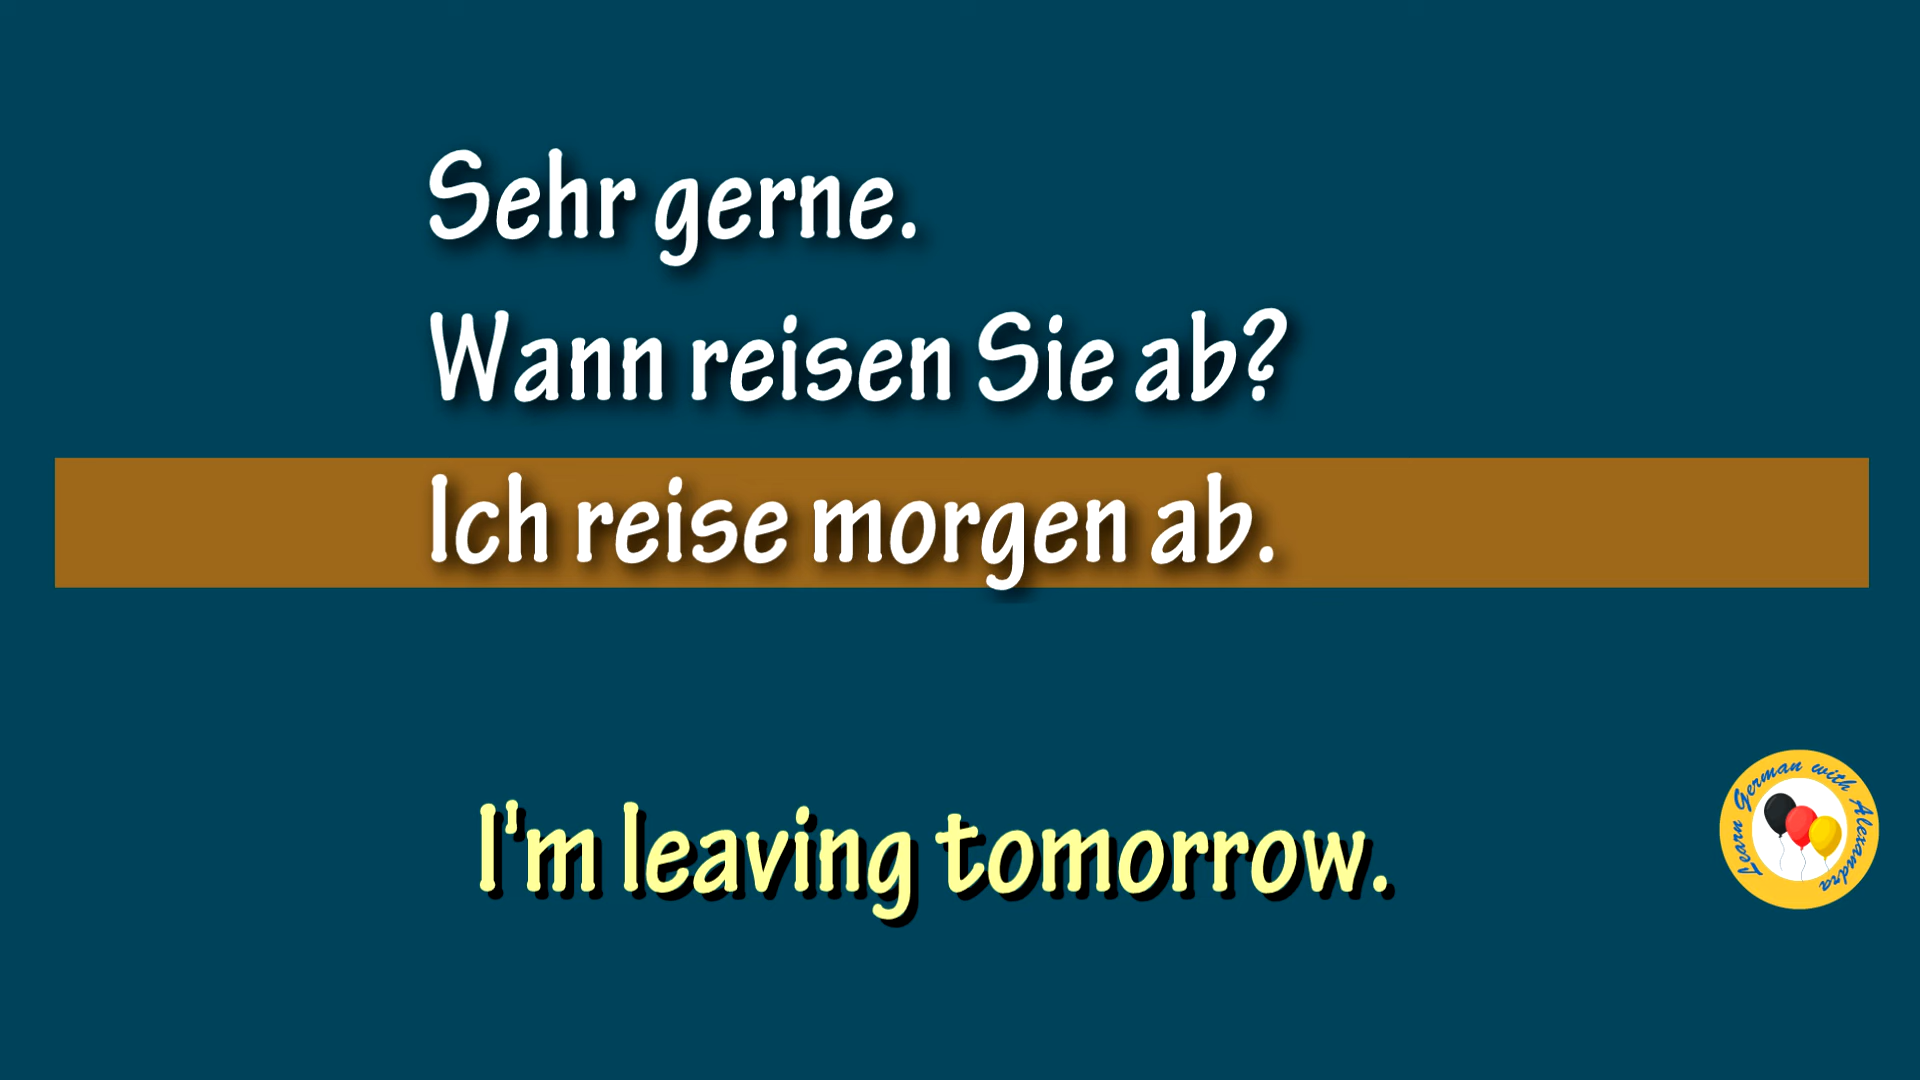 Sehr gerne.
Wann reisen Sie ab?
Ich reise morgen ab.
I'm leaving tomorrow.
Learn German with Alexandra